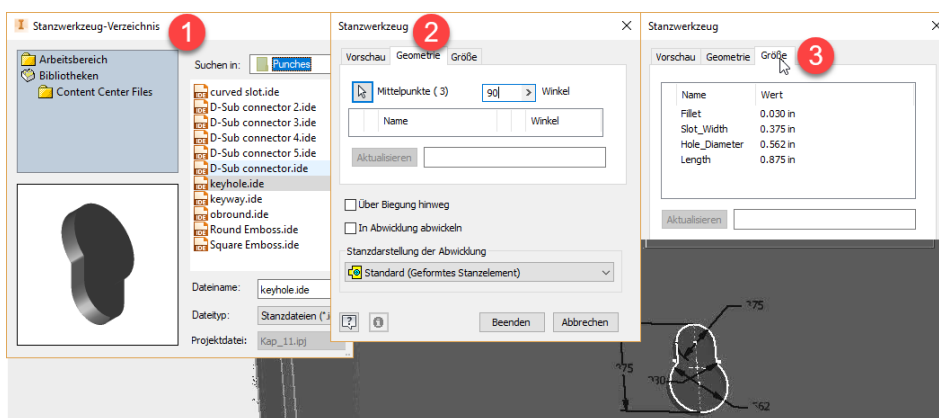 Stanzwerkzeug-Verzeichnis
1
Arbeitsbereich
Bibliotheken
Content Center Files
Suchen in:
Punches
curved slot.ide
D-Sub connector 2.ide
D-Sub connector 3.ide
D-Sub connector 4.ide
D-Sub connector 5.ide
D-Sub connector.ide
keyhole.ide
keyway.ide
obround.ide
Round Emboss.ide
Square Emboss.ide
Dateiname:
keyhole.ide
Dateityp:
Stanzdateien (*.i
Projektdatei:
Kap_11.ipj
Stanzwerkzeug
2
Vorschau Geometrie Größe
Mittelpunkte ( 3)
90
Winkel
Name Winkel
Aktualisieren
Über Biegung hinweg
In Abwicklung abwickeln
Stanzdarstellung der Abwicklung
Standard (Geformtes Stanzelement)
Beenden
Abbrechen
Stanzwerkzeug
Vorschau Geometrie Größe
3
Name Wert
Fillet 0.030 in
Slot_Width 0.375 in
Hole_Diameter 0.562 in
Length 0.875 in
Aktualisieren